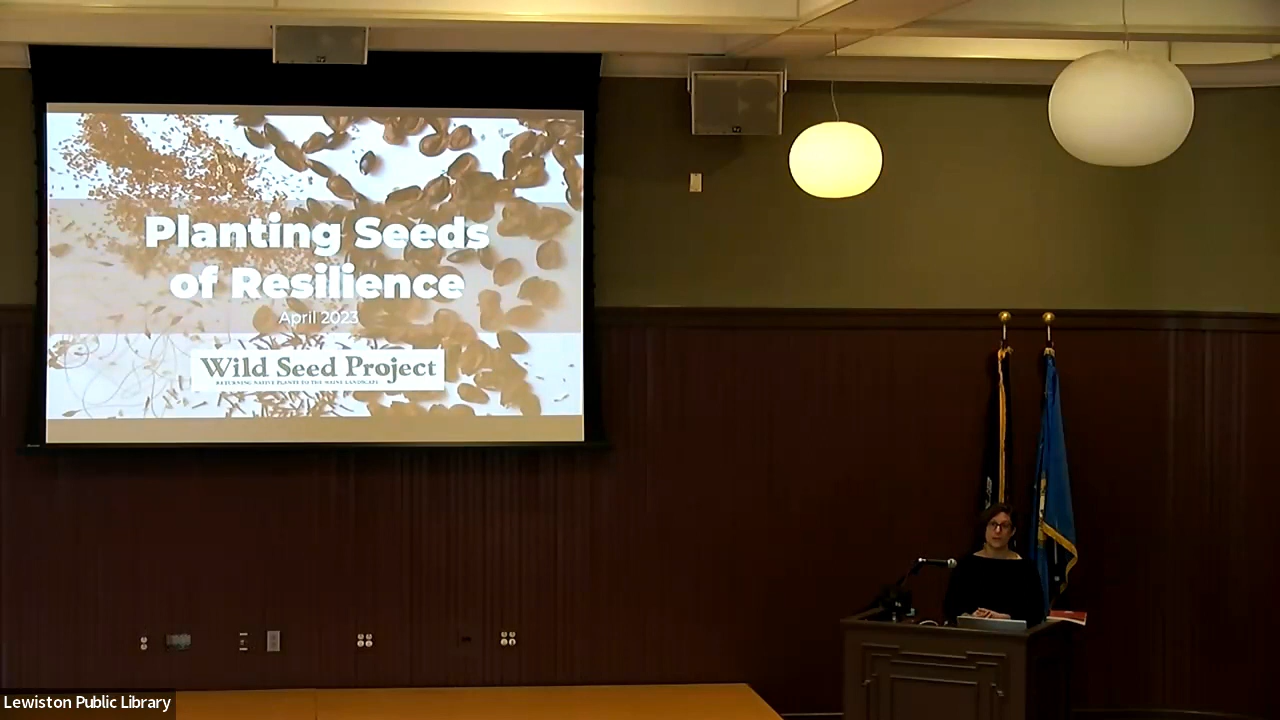 Planting Seeds
of Resilience
April 2023
Wild Seed Project
RETURNING NATIVE PLANTS TO THE MAINE LANDSCAPE
Lewiston Public Library